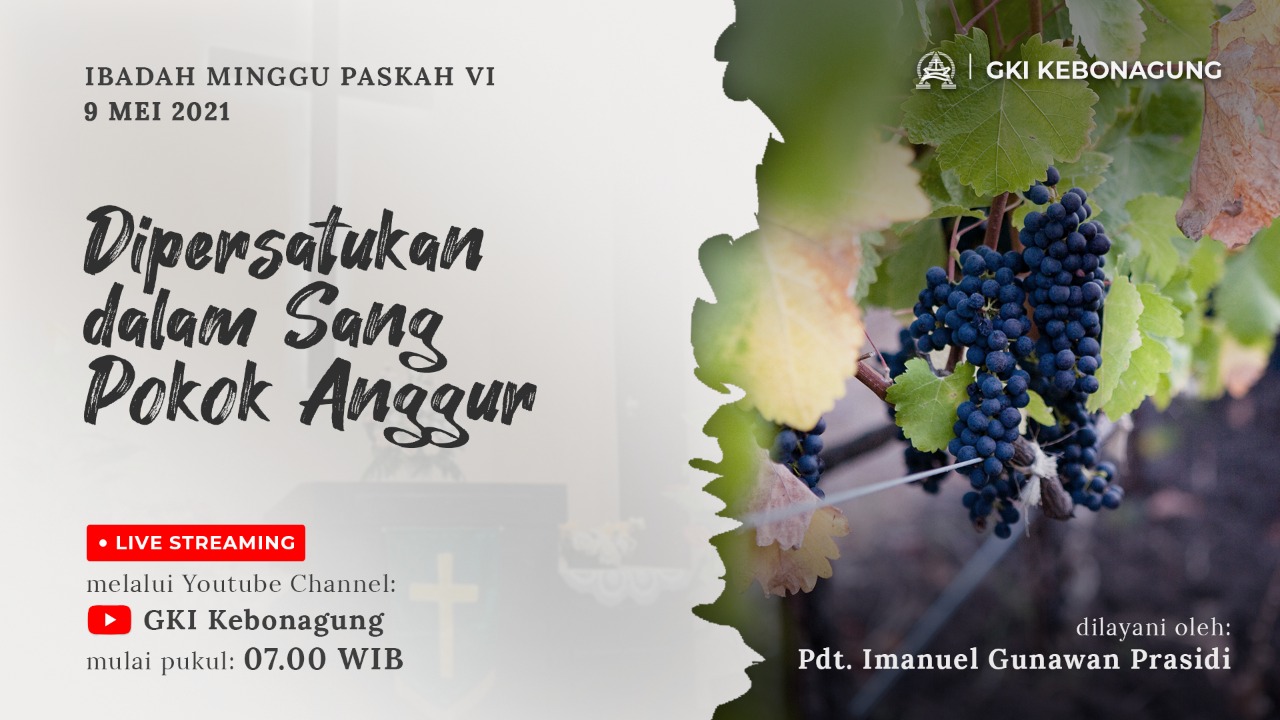 IBADAH MINGGU PASKAH VI
9 MEI 2021
GKI KEBONAGUNG
Dipersatukan
dalam Sang
Pokok Anggur
• LIVE STREAMING
melalui Youtube Channel:
GKI Kebonagung
mulai pukul: 07.00 WIB
dilayani oleh:
Pdt. Imanuel Gunawan Prasidi